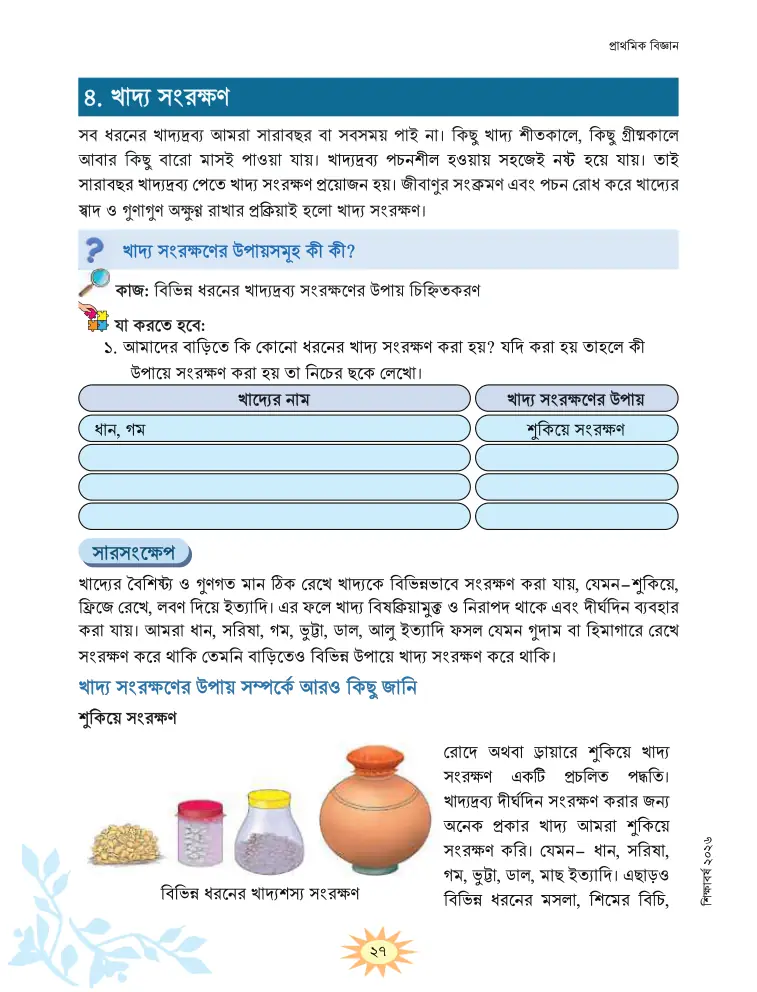 প্রাথমিক বিজ্ঞান
৪. খাদ্য সংরক্ষণ
সব ধরনের খাদ্যদ্রব্য আমরা সারাবছর বা সবসময় পাই না। কিছু খাদ্য শীতকালে, কিছু গ্রীষ্মকালে
আবার কিছু বারো মাসই পাওয়া যায়। খাদ্যদ্রব্য পচনশীল হওয়ায় সহজেই নষ্ট হয়ে যায়। তাই
সারাবছর খাদ্যদ্রব্য পেতে খাদ্য সংরক্ষণ প্রয়োজন হয়। জীবাণুর সংক্রমণ এবং পচন রোধ করে খাদ্যের
স্বাদ ও গুণাগুণ অক্ষুণ্ন রাখার প্রক্রিয়াই হলো খাদ্য সংরক্ষণ।
? খাদ্য সংরক্ষণের উপায়সমূহ কী কী?
কাজ: বিভিন্ন ধরনের খাদ্যদ্রব্য সংরক্ষণের উপায় চিহ্নিতকরণ
যা করতে হবে:
১. আমাদের বাড়িতে কি কোনো ধরনের খাদ্য সংরক্ষণ করা হয়? যদি করা হয় তাহলে কী
উপায়ে সংরক্ষণ করা হয় তা নিচের ছকে লেখো।
খাদ্যের নাম খাদ্য সংরক্ষণের উপায়
ধান, গম শুকিয়ে সংরক্ষণ
সারসংক্ষেপ
খাদ্যের বৈশিষ্ট্য ও গুণগত মান ঠিক রেখে খাদ্যকে বিভিন্নভাবে সংরক্ষণ করা যায়, যেমন–শুকিয়ে,
ফ্রিজে রেখে, লবণ দিয়ে ইত্যাদি। এর ফলে খাদ্য বিষক্রিয়ামুক্ত ও নিরাপদ থাকে এবং দীর্ঘদিন ব্যবহার
করা যায়। আমরা ধান, সরিষা, গম, ভুট্টা, ডাল, আলু ইত্যাদি ফসল যেমন গুদাম বা হিমাগারে রেখে
সংরক্ষণ করে থাকি তেমনি বাড়িতেও বিভিন্ন উপায়ে খাদ্য সংরক্ষণ করে থাকি।
খাদ্য সংরক্ষণের উপায় সম্পর্কে আরও কিছু জানি
শুকিয়ে সংরক্ষণ
রোদে অথবা ড্রায়ারে শুকিয়ে খাদ্য
সংরক্ষণ একটি প্রচলিত পদ্ধতি।
খাদ্যদ্রব্য দীর্ঘদিন সংরক্ষণ করার জন্য
অনেক প্রকার খাদ্য আমরা শুকিয়ে
সংরক্ষণ করি। যেমন– ধান, সরিষা,
গম, ভুট্টা, ডাল, মাছ ইত্যাদি। এছাড়ও
বিভিন্ন ধরনের মসলা, শিমের বিচি,
বিভিন্ন ধরনের খাদ্যশস্য সংরক্ষণ
শিক্ষাবর্ষ ২০২৬
২৭